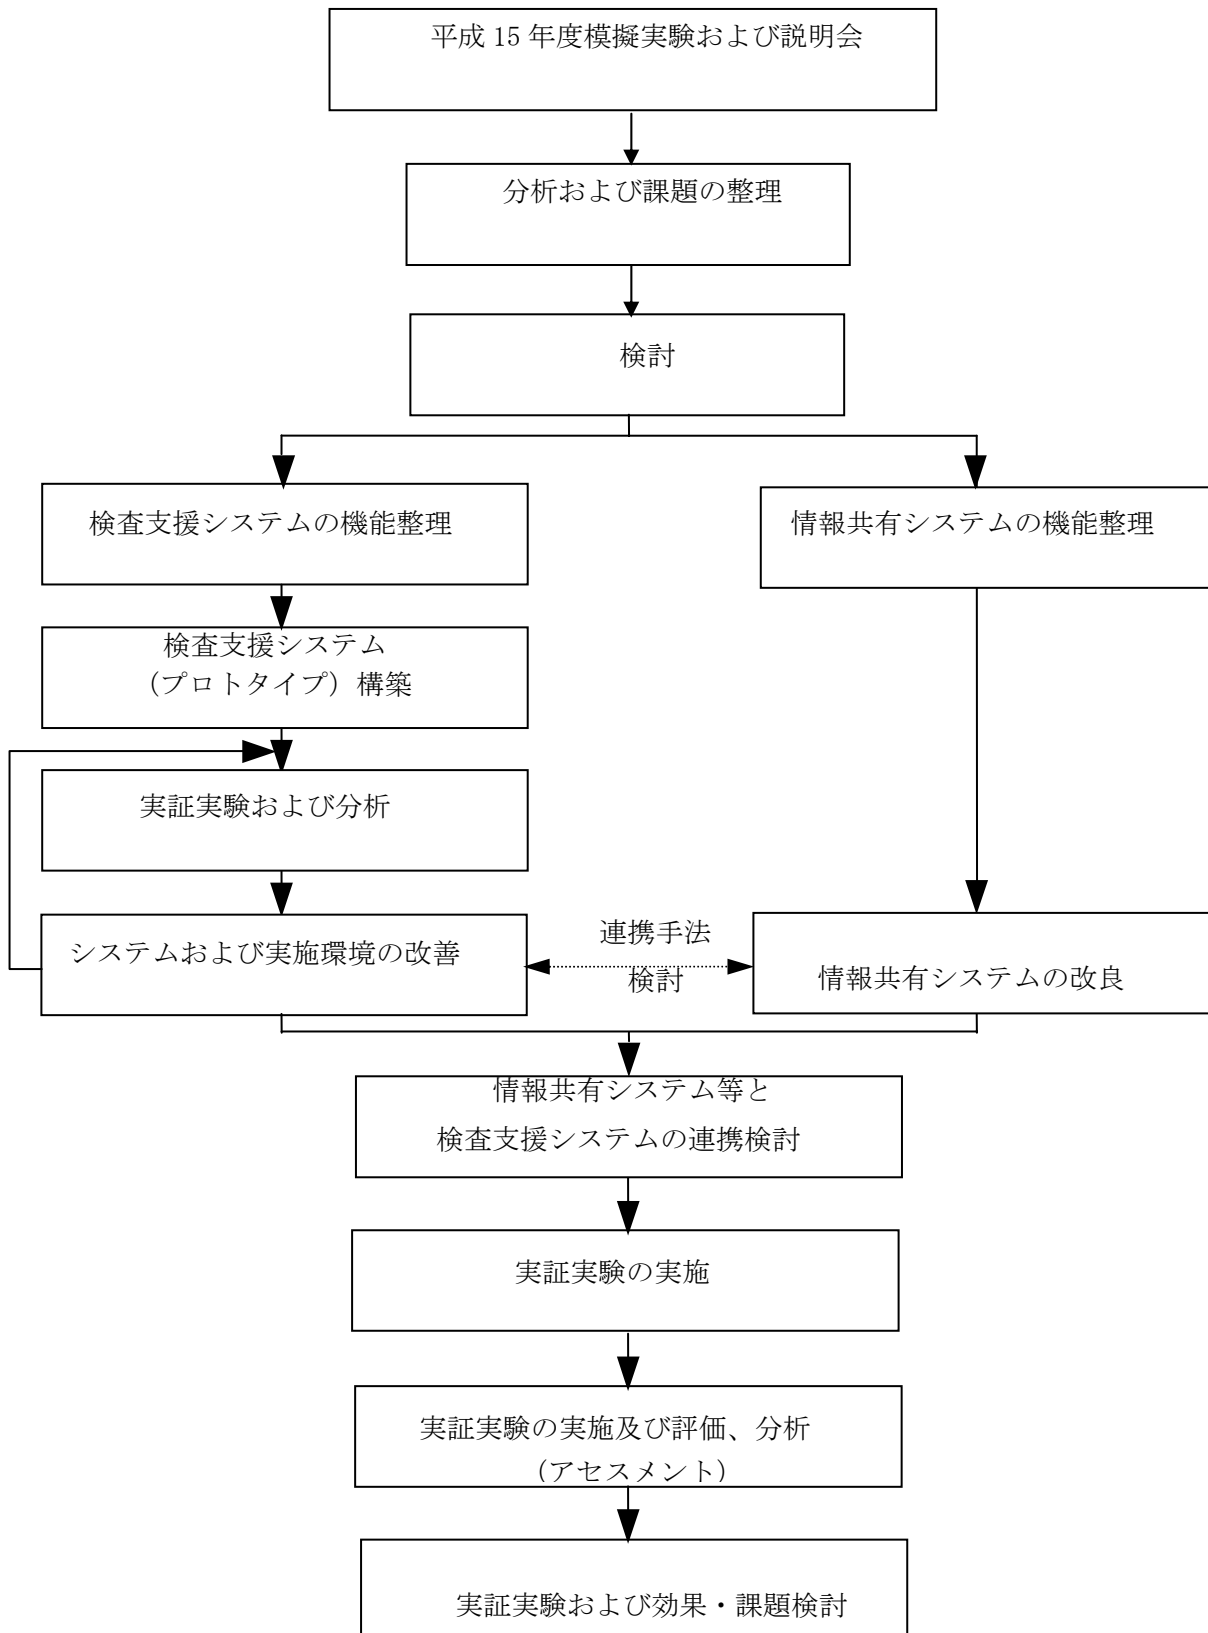 平成 15 年度模擬実験および説明会
分析および課題の整理
検討
検査支援システムの機能整理
情報共有システムの機能整理
検査支援システム
（プロトタイプ）構築
実証実験および分析
システムおよび実施環境の改善
連携手法
検討
情報共有システムの改良
情報共有システム等と
検査支援システムの連携検討
実証実験の実施
実証実験の実施及び評価、分析
（アセスメント）
実証実験および効果・課題検討